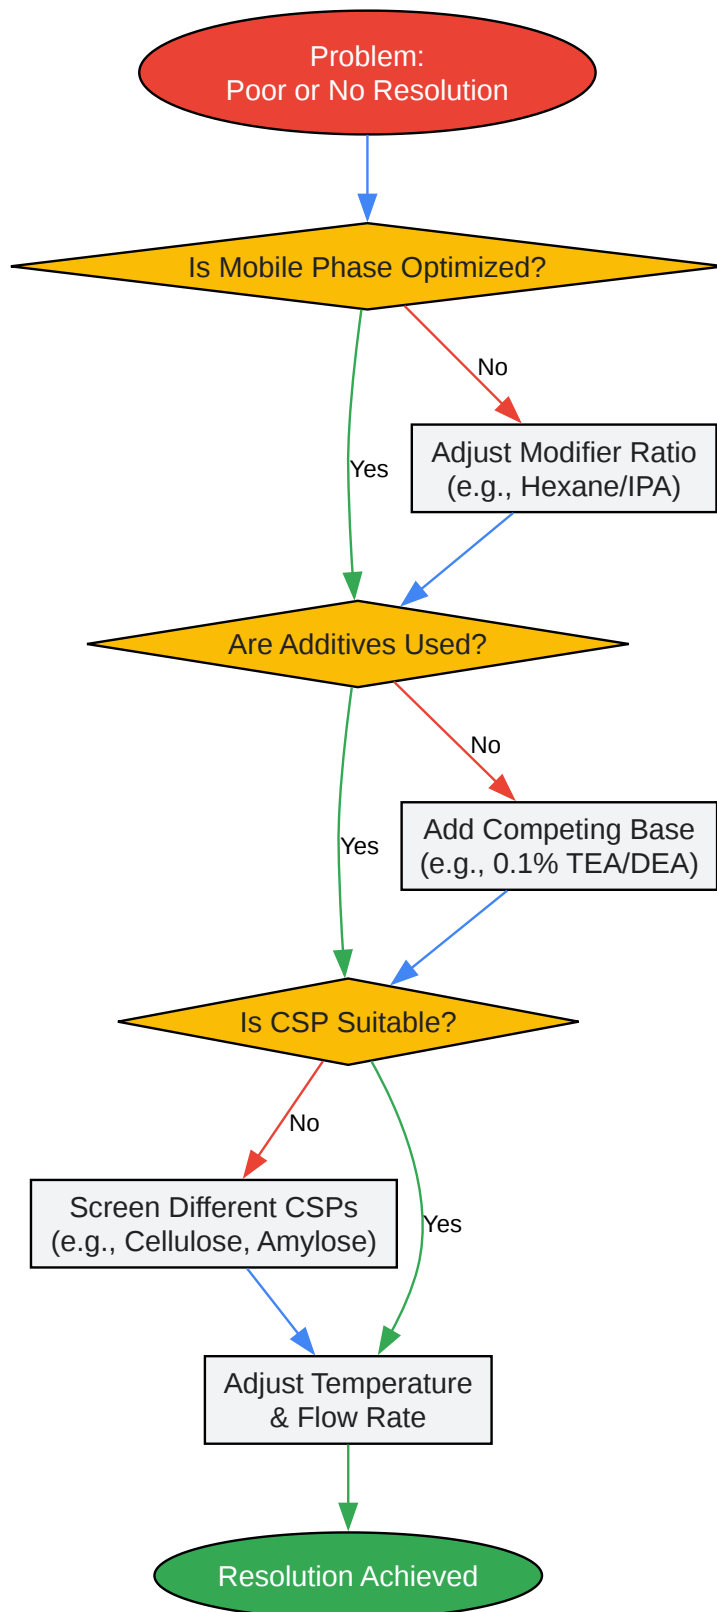 Problem:
Poor or No Resolution
Is Mobile Phase Optimized?
No
Adjust Modifier Ratio
(e.g., Hexane/IPA)
Yes
Are Additives Used?
No
Add Competing Base
(e.g., 0.1% TEA/DEA)
Yes
Is CSP Suitable?
No
Screen Different CSPs
(e.g., Cellulose, Amylose)
Yes
Adjust Temperature
& Flow Rate
Resolution Achieved